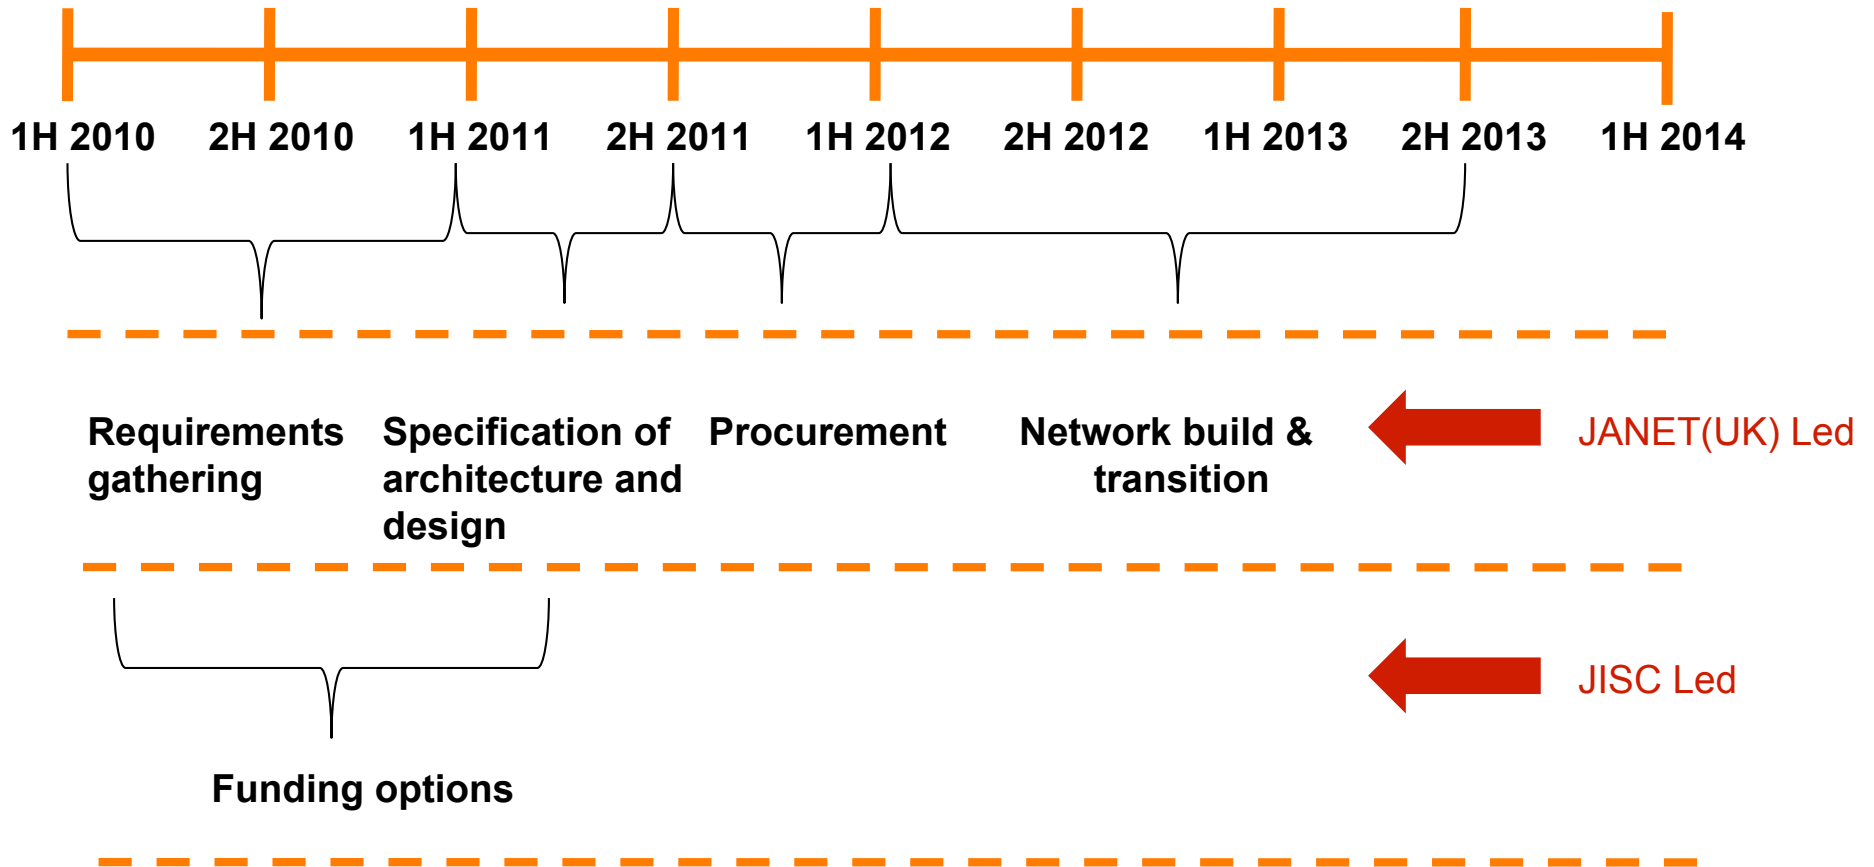 1H 2010 2H 2010 1H 2011 2H 2011 1H 2012 2H 2012 1H 2013 2H 2013 1H 2014
Requirements
gathering
Specification of
architecture and
design
Procurement
Network build &
transition
JANET(UK) Led
JISC Led
Funding options